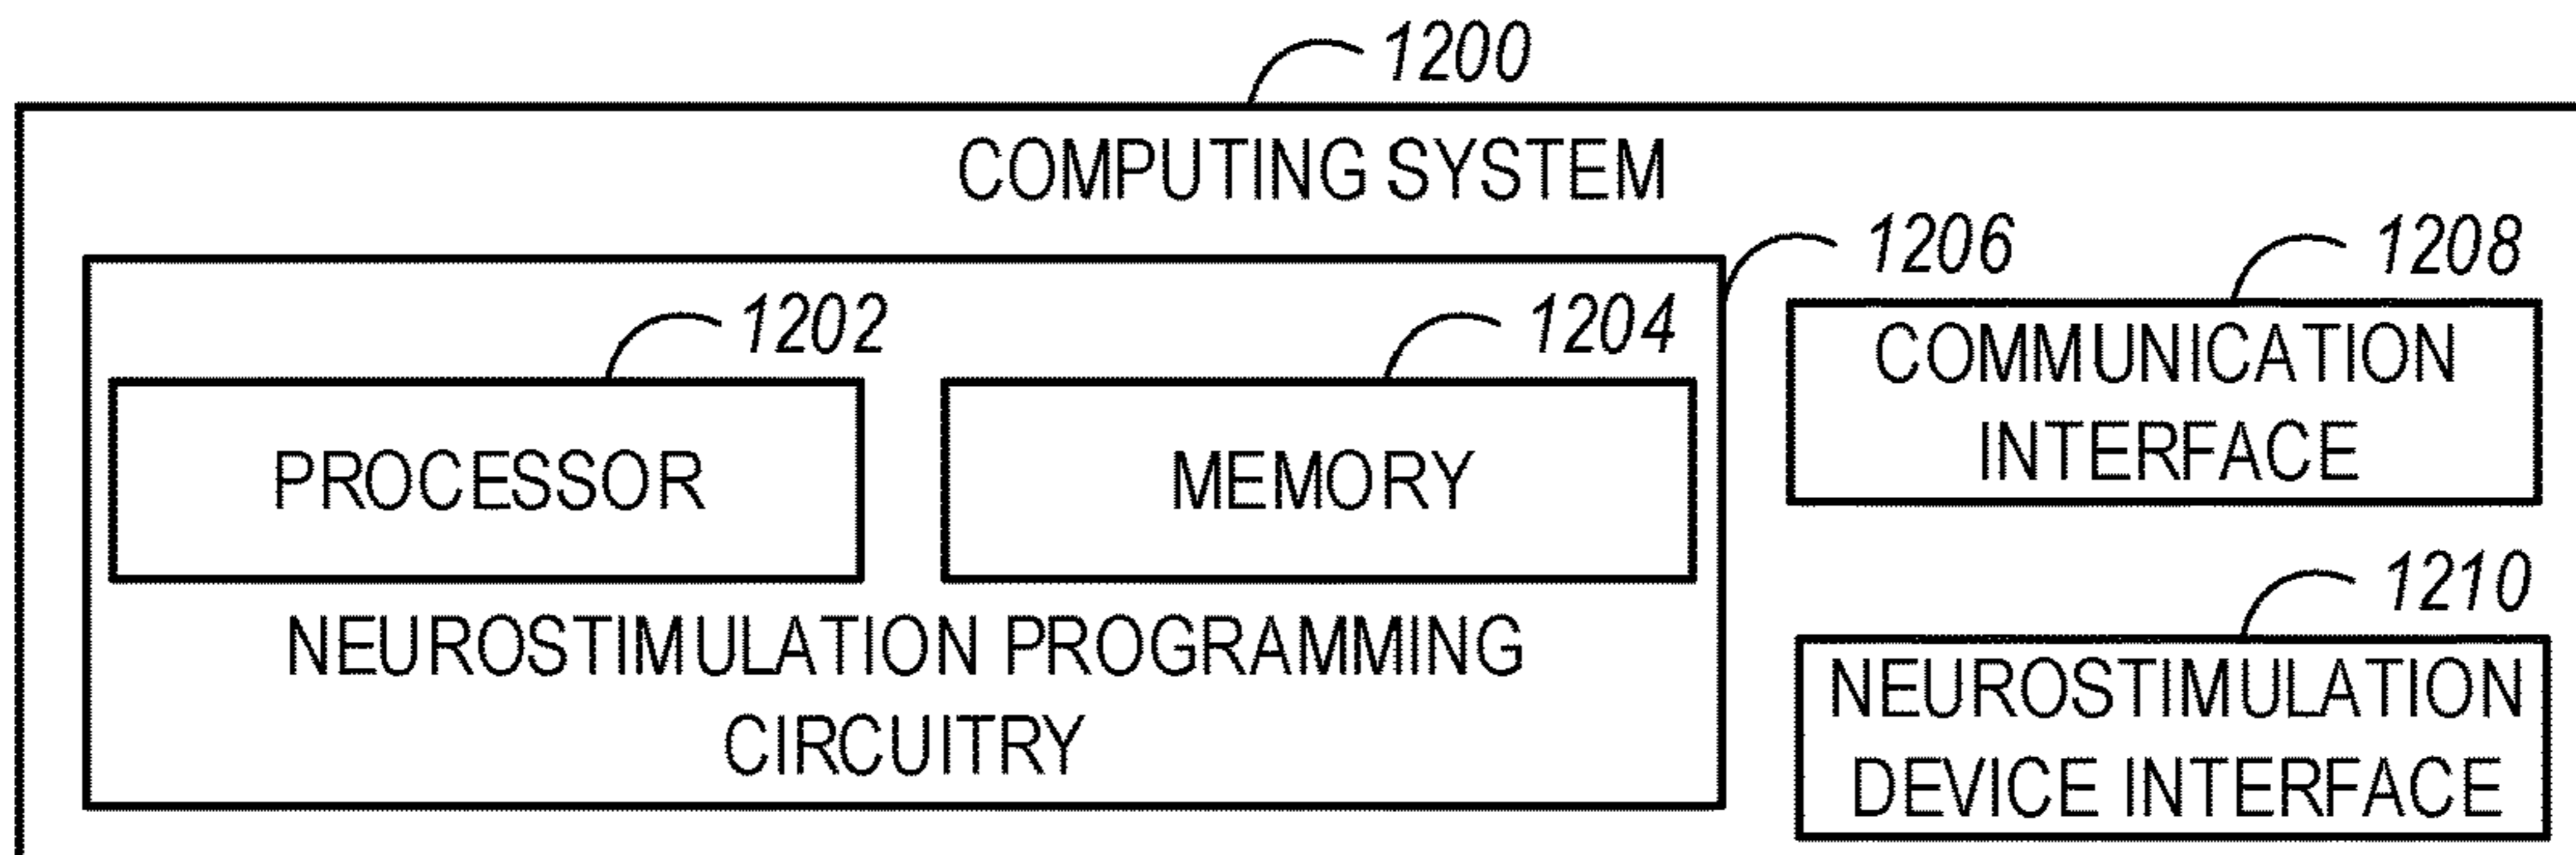 1200
COMPUTING SYSTEM
1206
1208
1202
1204
COMMUNICATION
INTERFACE
PROCESSOR
MEMORY
1210
NEUROSTIMULATION PROGRAMMING
CIRCUITRY
NEUROSTIMULATION
DEVICE INTERFACE